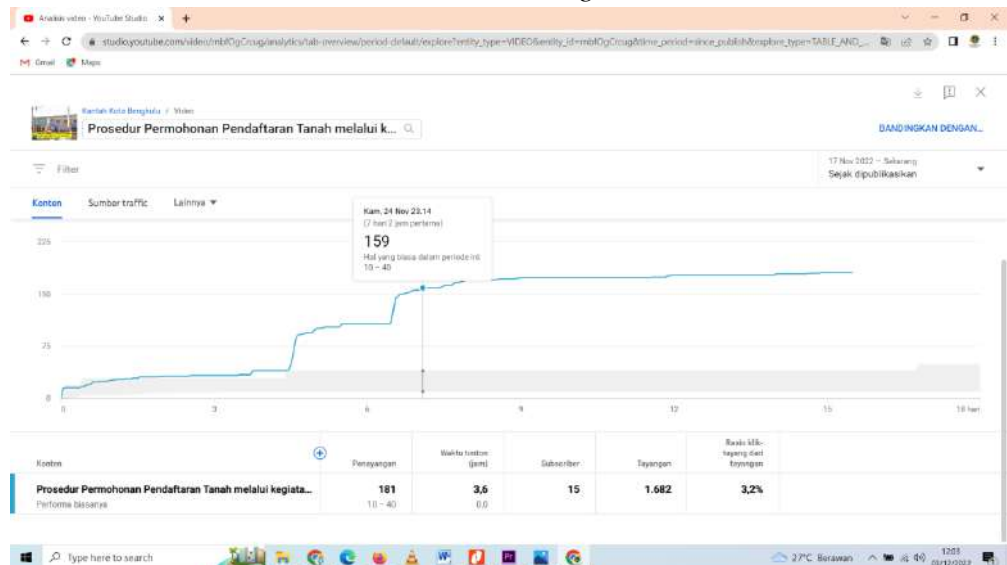 Analisis video - YouTube Studio
studio.youtube.com/video/mbfOgCroug/analytics/tab-overview/period-default/explore?entity_type=VIDEO&entity_id=mbfOgCroug&time_period=since_publish&explore_type=TABLE_AND_...
Gmail Maps
Kantah Kota Bengkulu / Video
Prosedur Permohonan Pendaftaran Tanah melalui k...
BANDINGKAN DENGAN...
Filter
17 Nov 2022 – Sekarang
Sejak dipublikasikan
Konten Sumber traffic Lainnya
Kam, 24 Nov 23.14
(7 hari 2 jam pertama)
159
Hal yang biasa dalam periode ini
10 – 40
225
150
75
0
0 3 6 9 12 15 18 hari
Konten Penayangan Waktu tonton (jam) Subscriber Tayangan Rasio klik-tayang dari tayangan
Prosedur Permohonan Pendaftaran Tanah melalui kegiata... 181 3,6 15 1.682 3,2%
Performa biasanya 10 – 40 0,0
Type here to search
27°C Berawan
1203
03/12/2022